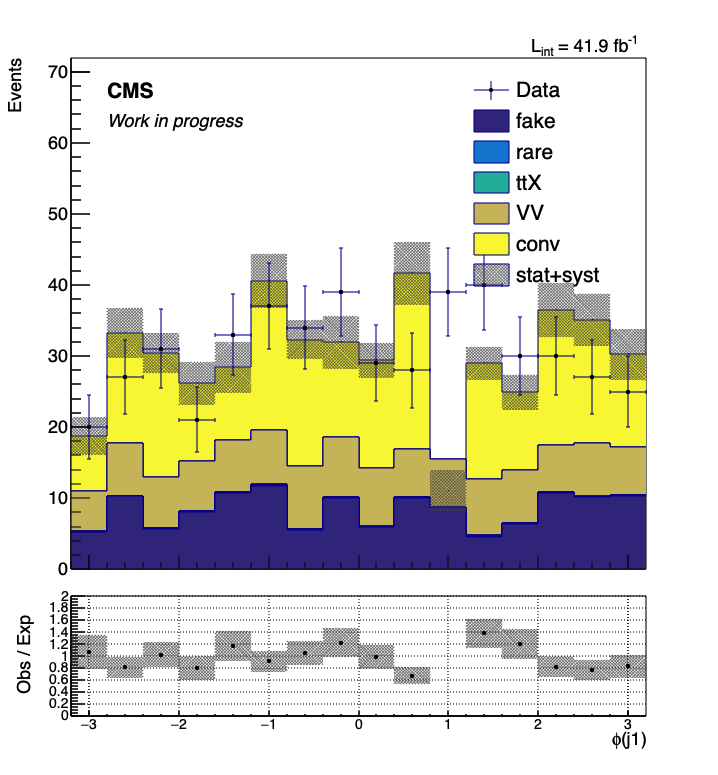 L_int = 41.9 fb⁻¹
Events
70
60
50
40
30
20
10
0
CMS
Work in progress
Data
fake
rare
ttX
VV
conv
stat+syst
Obs / Exp
2
1.8
1.6
1.4
1.2
1
0.8
0.6
0.4
0.2
0
−3 −2 −1 0 1 2 3
ϕ(j1)